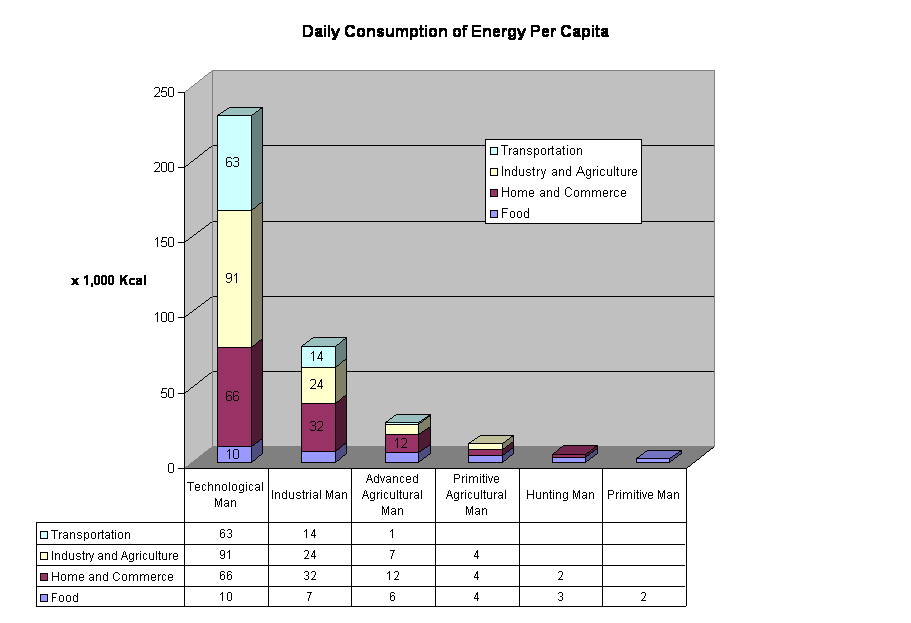 Daily Consumption of Energy Per Capita
250
200
150
100
50
0
x 1,000 Kcal
63
91
66
10
14
24
32
12
Transportation
Industry and Agriculture
Home and Commerce
Food
Technological
Man
Industrial Man
Advanced
Agricultural
Man
Primitive
Agricultural
Man
Hunting Man
Primitive Man
Transportation 63 14 1
Industry and Agriculture 91 24 7 4
Home and Commerce 66 32 12 4 2
Food 10 7 6 4 3 2